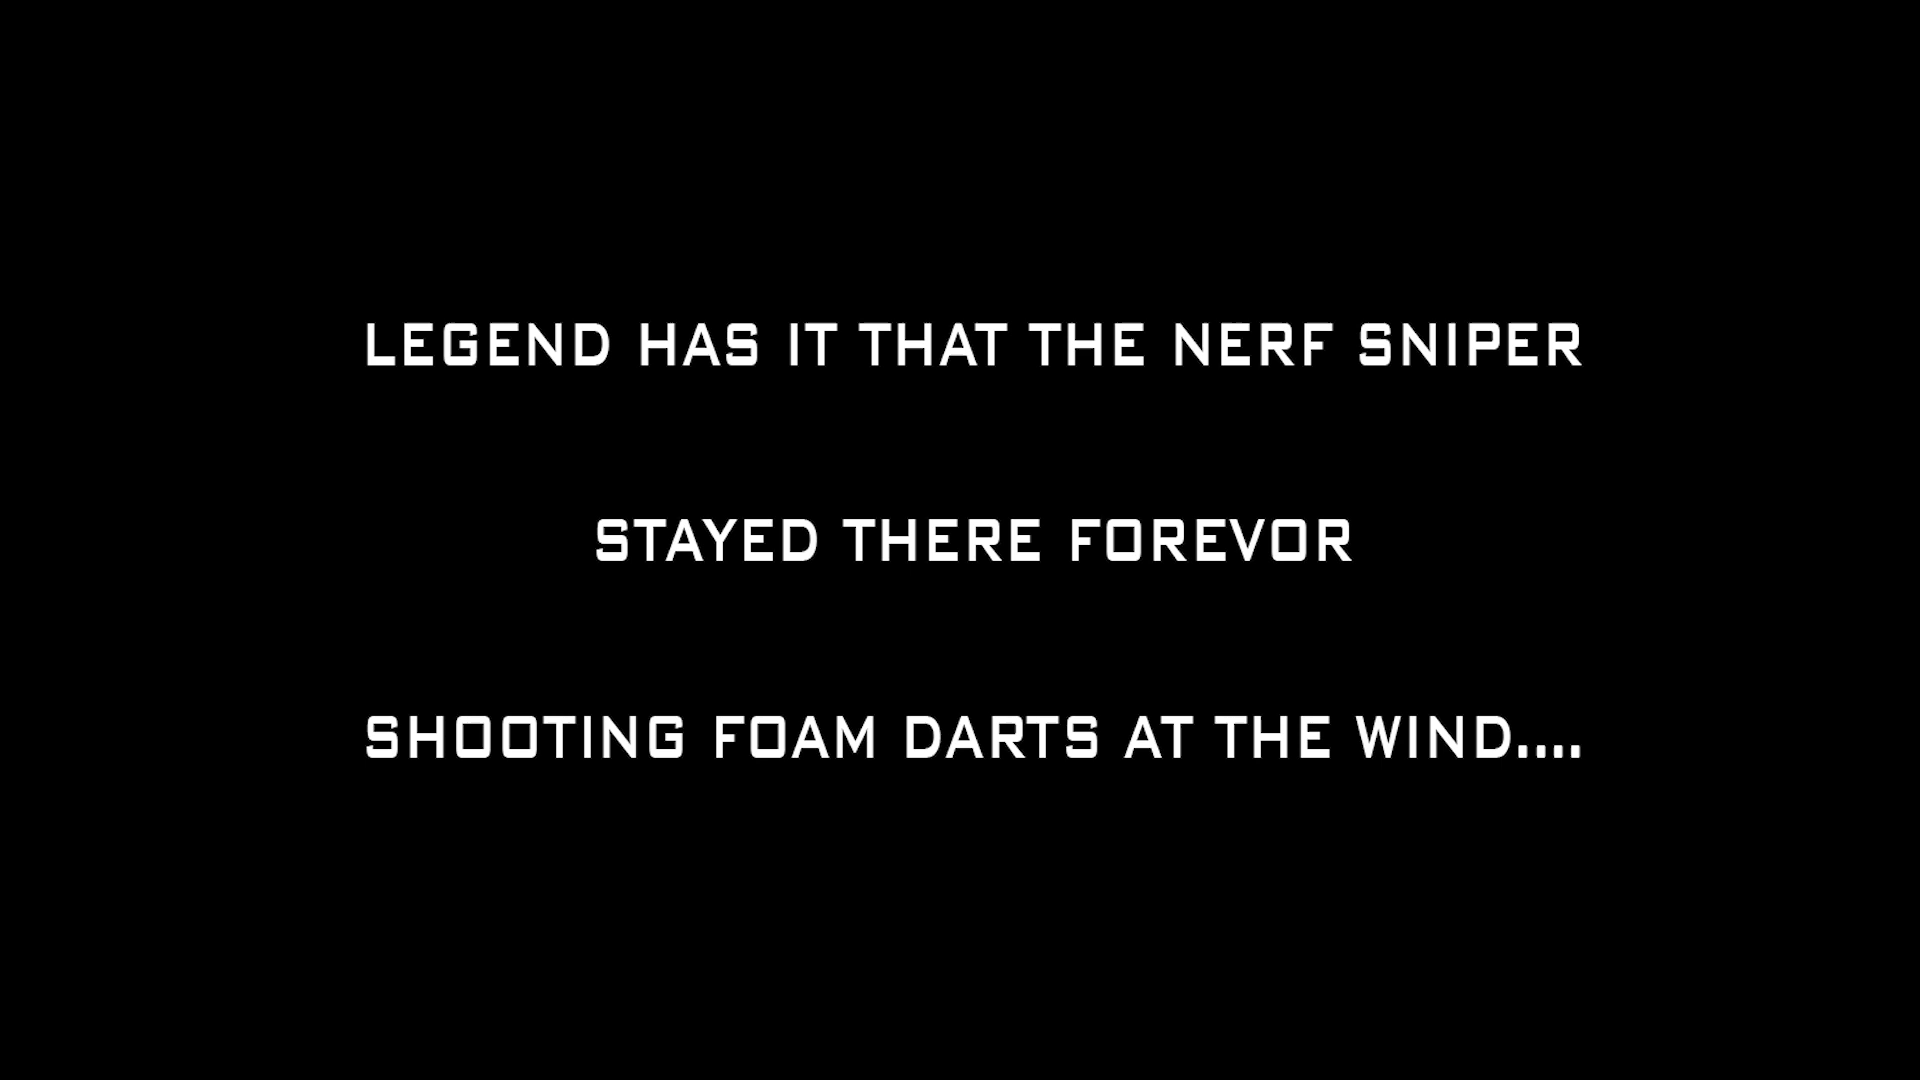 LEGEND HAS IT THAT THE NERF SNIPER
STAYED THERE FOREVOR
SHOOTING FOAM DARTS AT THE WIND....